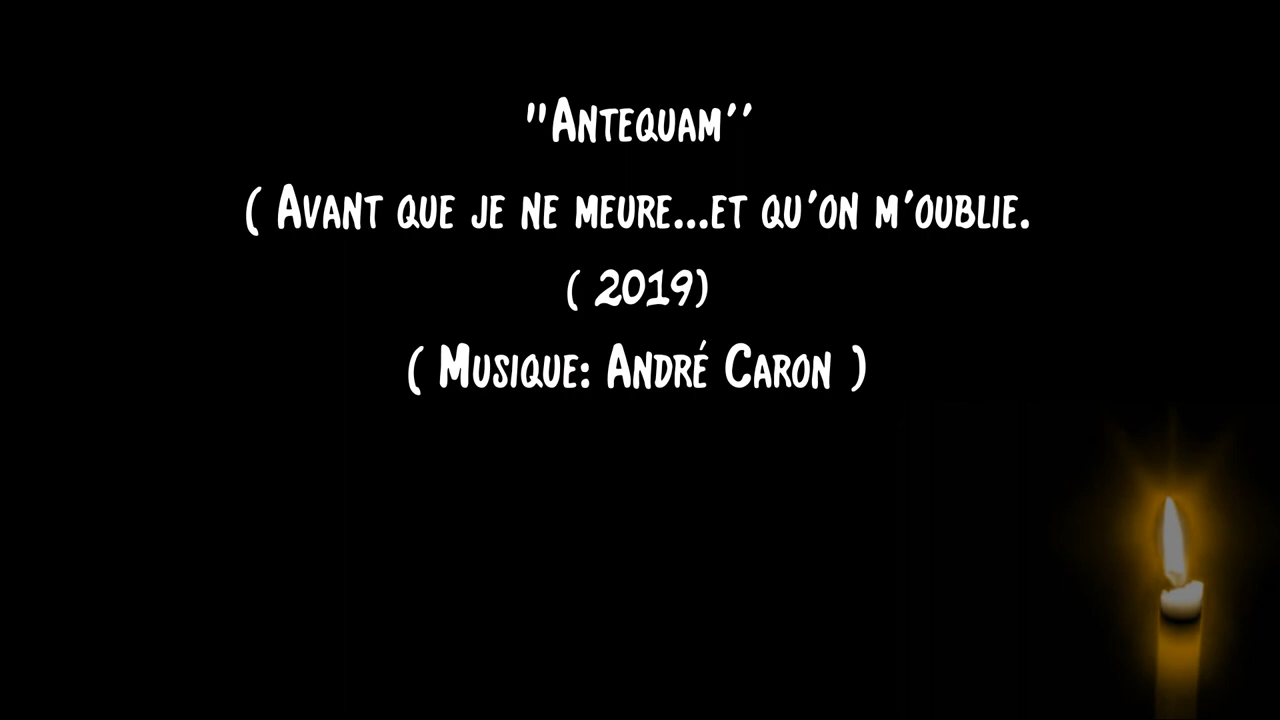 "Antequam’’
( Avant que je ne meure...et qu’on m’oublie.
( 2019)
( Musique: André Caron )